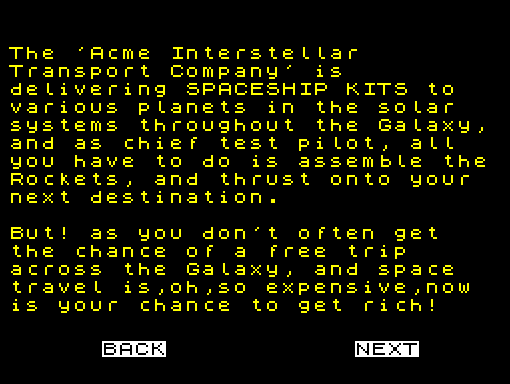 The 'Acme Interstellar
Transport Company' is
delivering SPACESHIP KITS to
various planets in the solar
systems throughout the Galaxy,
and as chief test pilot, all
you have to do is assemble the
Rockets, and thrust onto your
next destination.
But! as you don't often get
the chance of a free trip
across the Galaxy, and space
travel is,oh,so expensive,now
is your chance to get rich!
BACK NEXT